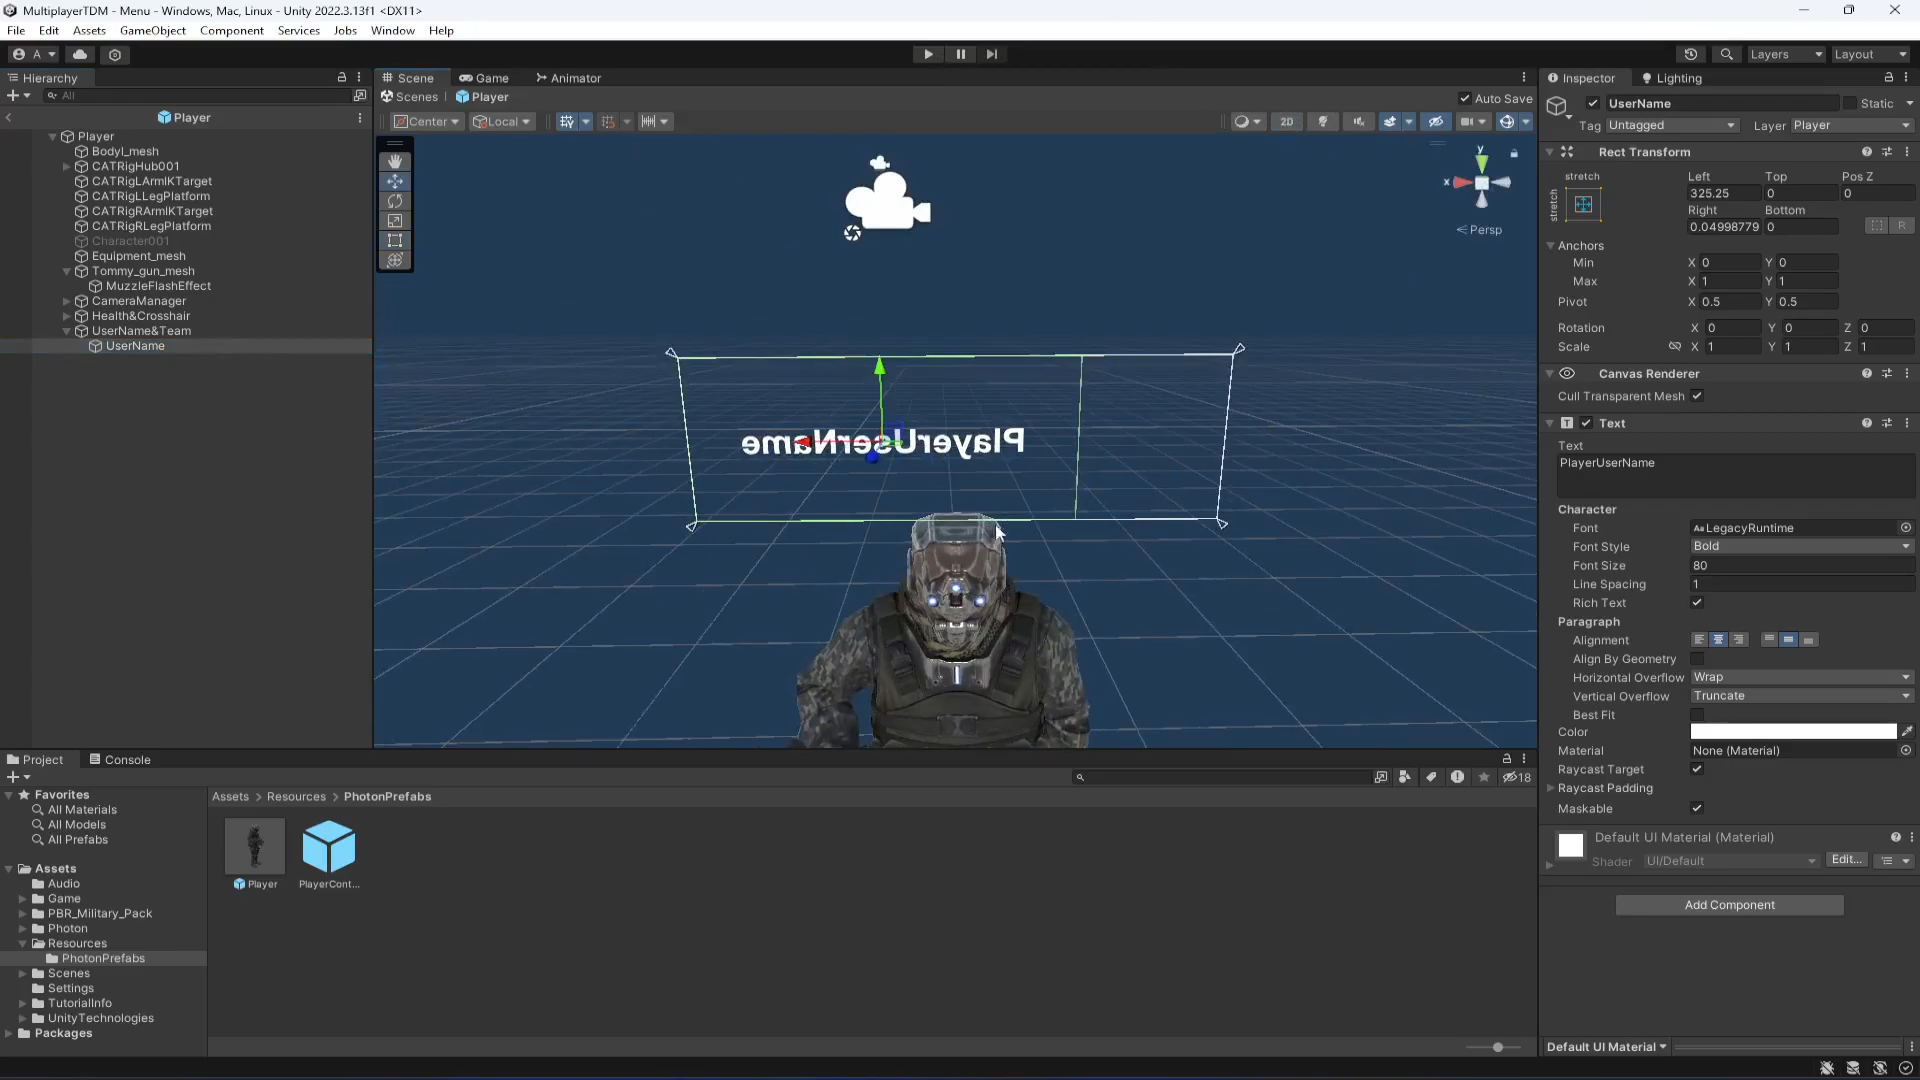 MultiplayerTDM - Menu - Windows, Mac, Linux - Unity 2022.3.13f1 <DX11>
File Edit Assets GameObject Component Services Jobs Window Help
A Layers Layout
Hierarchy
All
Player
Player
Bodyl_mesh
CATRigHub001
CATRigLArmIKTarget
CATRigLLegPlatform
CATRigRArmIKTarget
CATRigRLegPlatform
Character001
Equipment_mesh
Tommy_gun_mesh
MuzzleFlashEffect
CameraManager
Health&Crosshair
UserName&Team
UserName
Scene Game Animator
Scenes Player Auto Save
Center Local 2D
y
x
< Persp
PlayerUserName
Inspector Lighting
UserName Static
Tag Untagged Layer Player
Rect Transform
stretch Left Top Pos Z
stretch 325.25 0 0
Right Bottom
0.04998779 0 R
Anchors
Min X 0 Y 0
Max X 1 Y 1
Pivot X 0.5 Y 0.5
Rotation X 0 Y 0 Z 0
Scale X 1 Y 1 Z 1
Canvas Renderer
Cull Transparent Mesh
T Text
Text
PlayerUserName
Character
Font Aa LegacyRuntime
Font Style Bold
Font Size 80
Line Spacing 1
Rich Text
Paragraph
Alignment
Align By Geometry
Horizontal Overflow Wrap
Vertical Overflow Truncate
Best Fit
Color
Material None (Material)
Raycast Target
Raycast Padding
Maskable
Default UI Material (Material)
Shader UI/Default Edit...
Add Component
Default UI Material
Project Console
18
Favorites
All Materials
All Models
All Prefabs
Assets
Audio
Game
PBR_Military_Pack
Photon
Resources
PhotonPrefabs
Scenes
Settings
TutorialInfo
UnityTechnologies
Packages
Assets > Resources > PhotonPrefabs
Player PlayerCont...